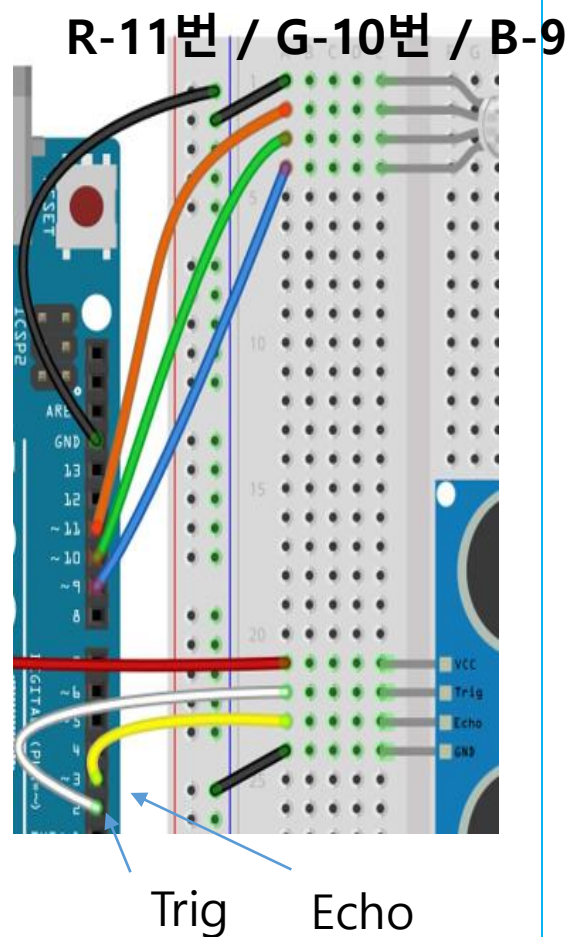 R-11번 / G-10번 / B-9
A B C D E F G
1
5
10
15
20
25
RESET
ICSP2
AREF
GND
13
12
~11
~10
~9
8
~6
~5
4
~3
2
DIGITAL (PWM=~)
VCC
Trig
Echo
GND
Trig Echo